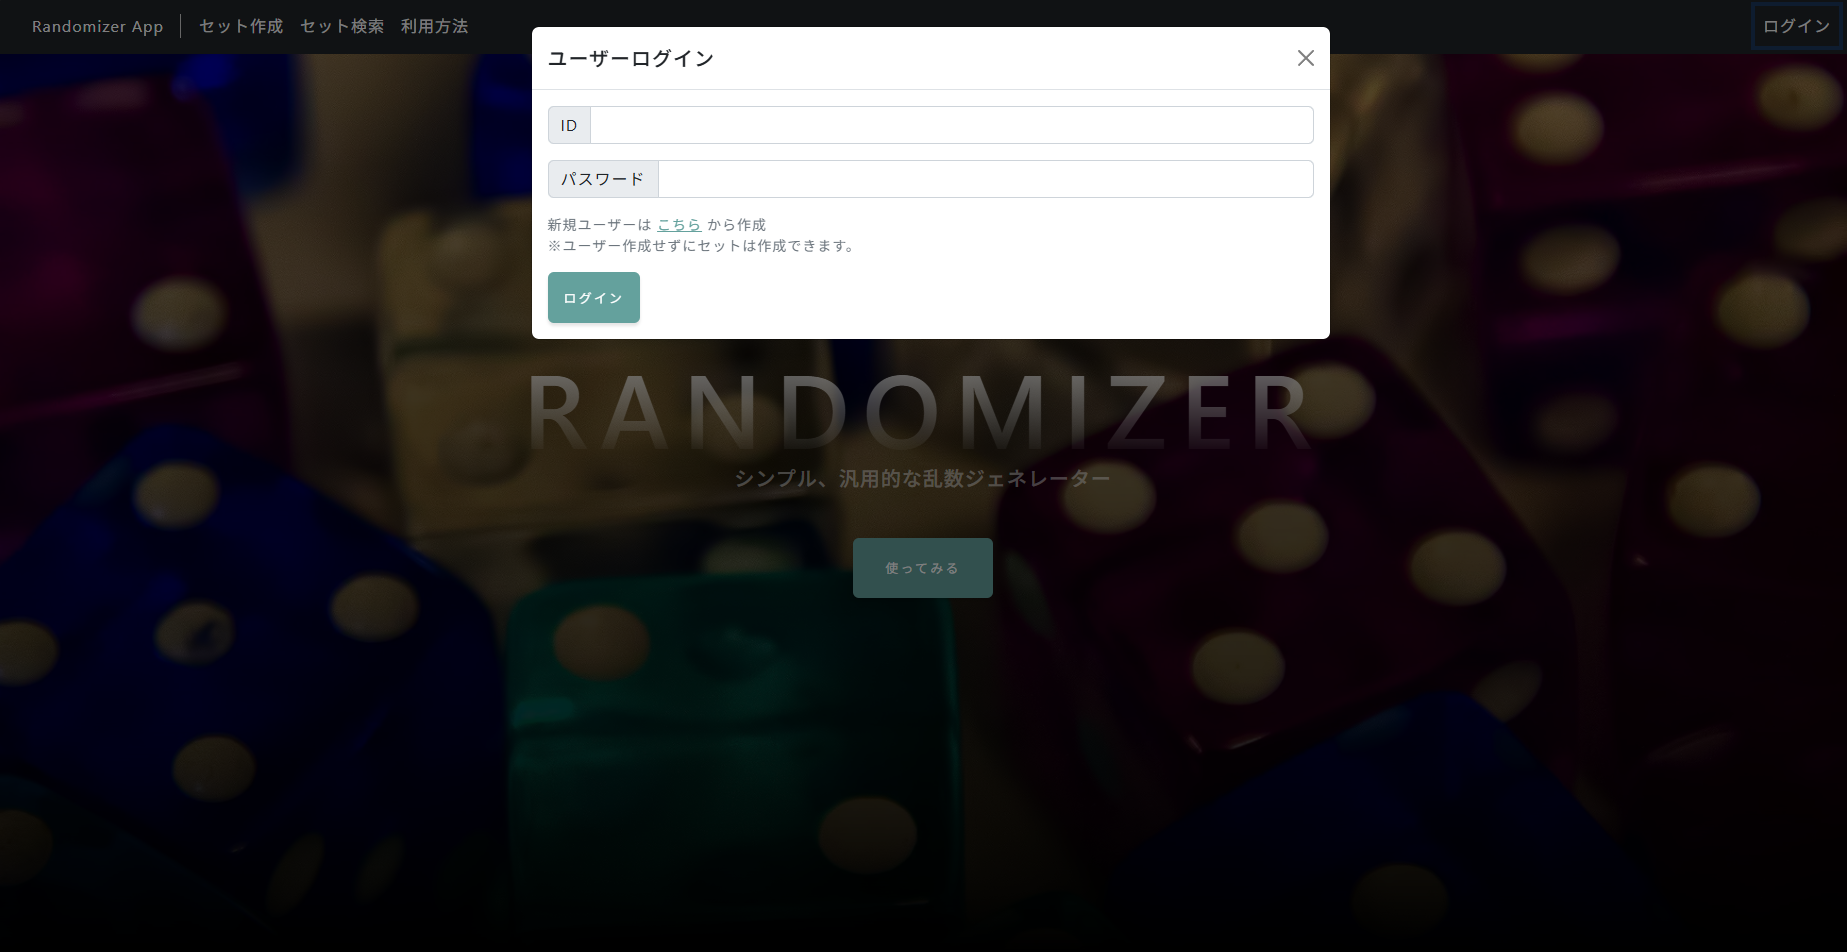 Randomizer App セット作成 セット検索 利用方法 ログイン
ユーザーログイン
ID
パスワード
新規ユーザーは こちら から作成
※ユーザー作成せずにセットは作成できます。
ログイン
RANDOMIZER
シンプル、汎用的な乱数ジェネレーター
使ってみる